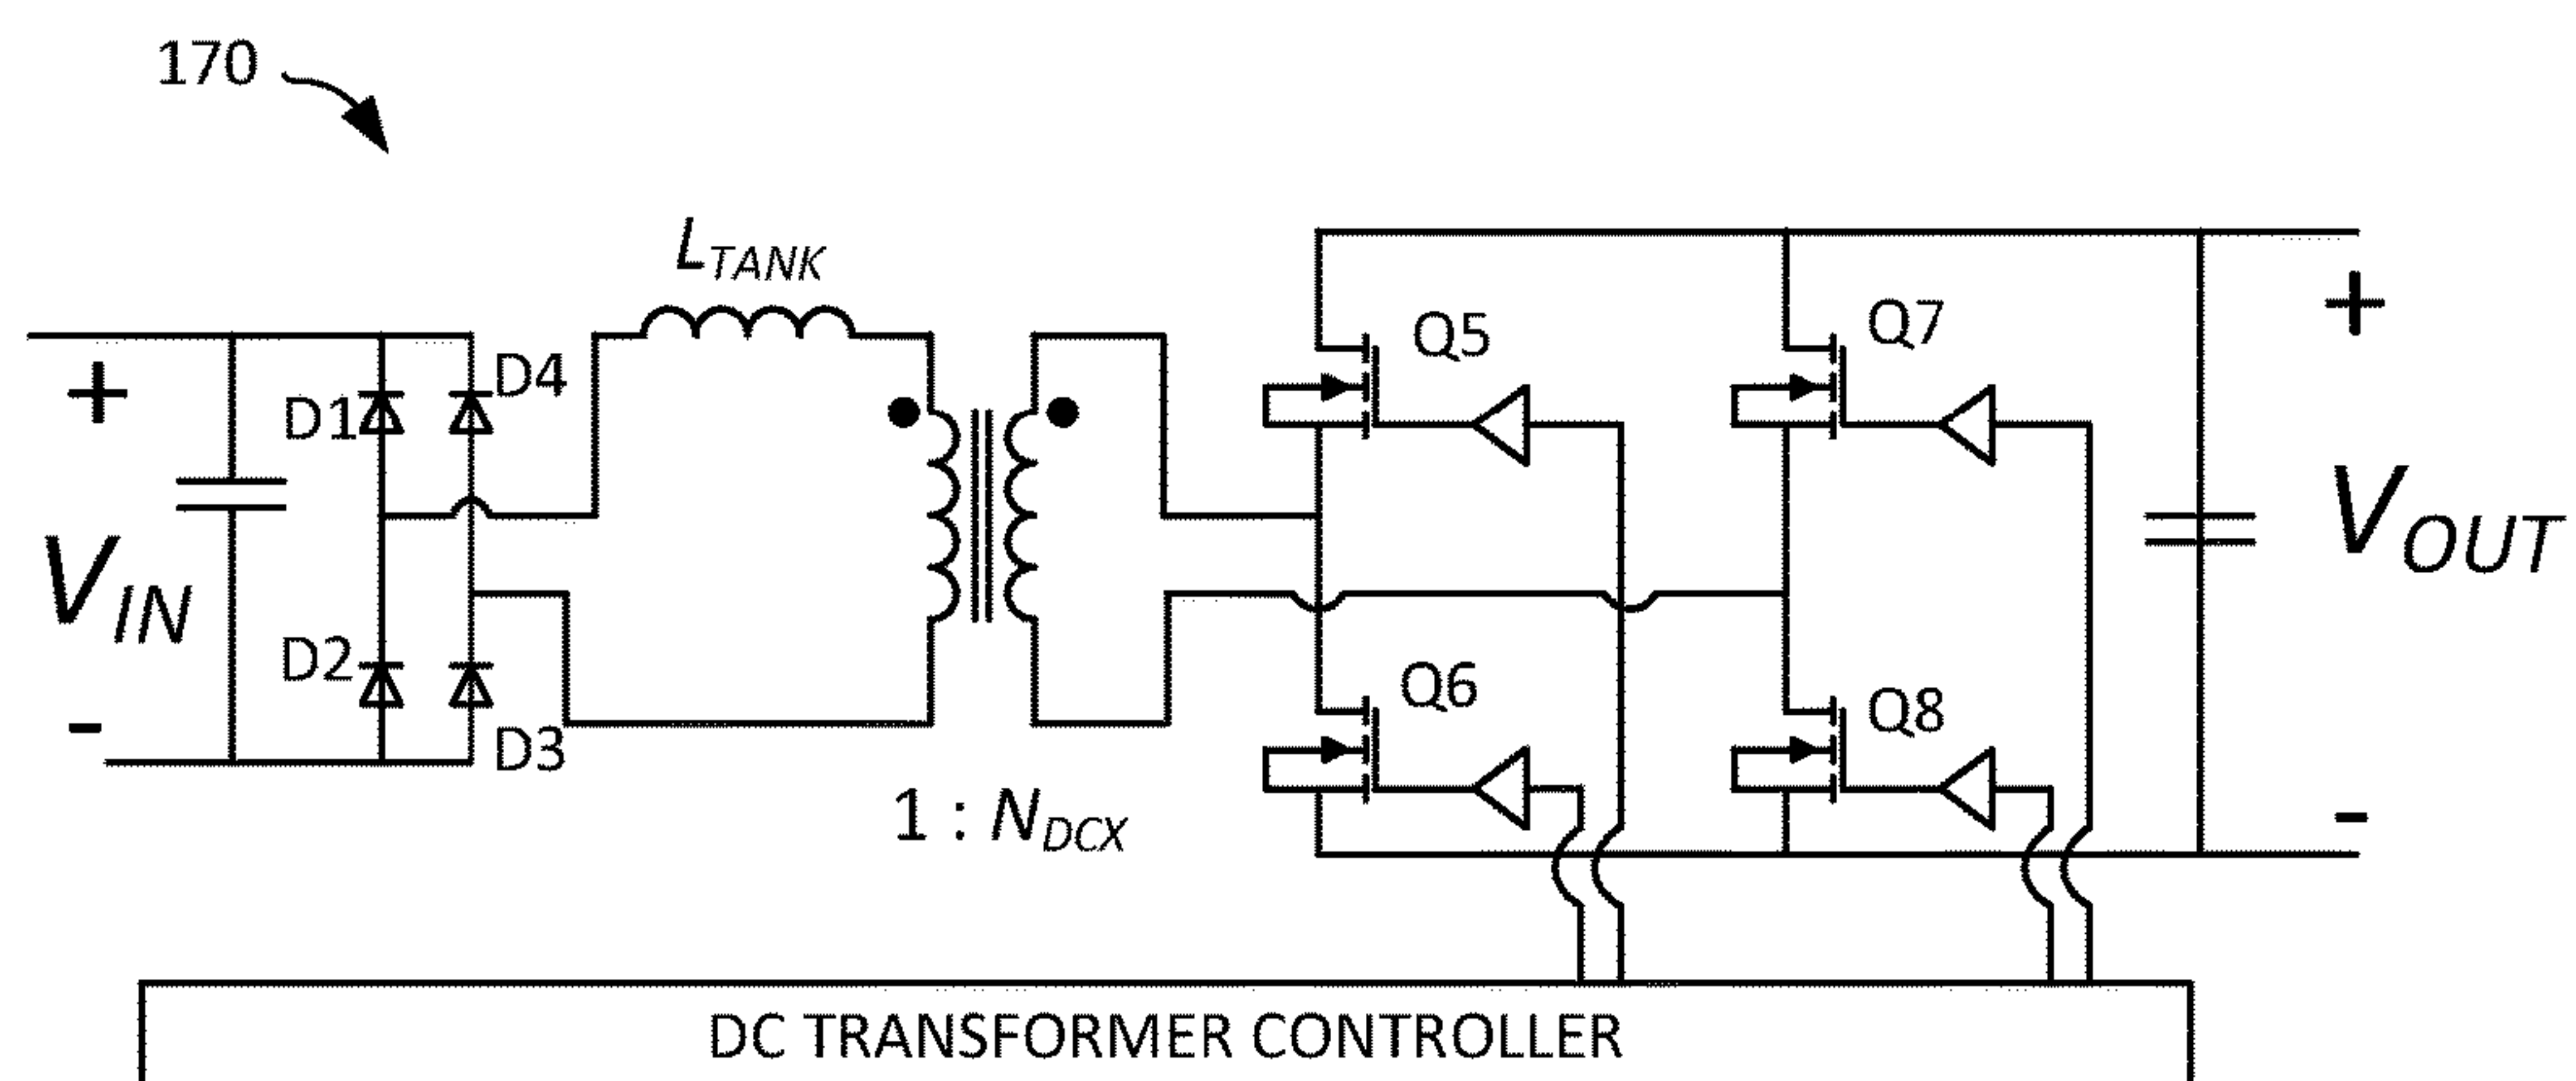 170
L_TANK
Q5
Q7
+
+
D1
D4
V_IN
V_OUT
D2
Q6
Q8
-
D3
-
1 : N_DCX
DC TRANSFORMER CONTROLLER